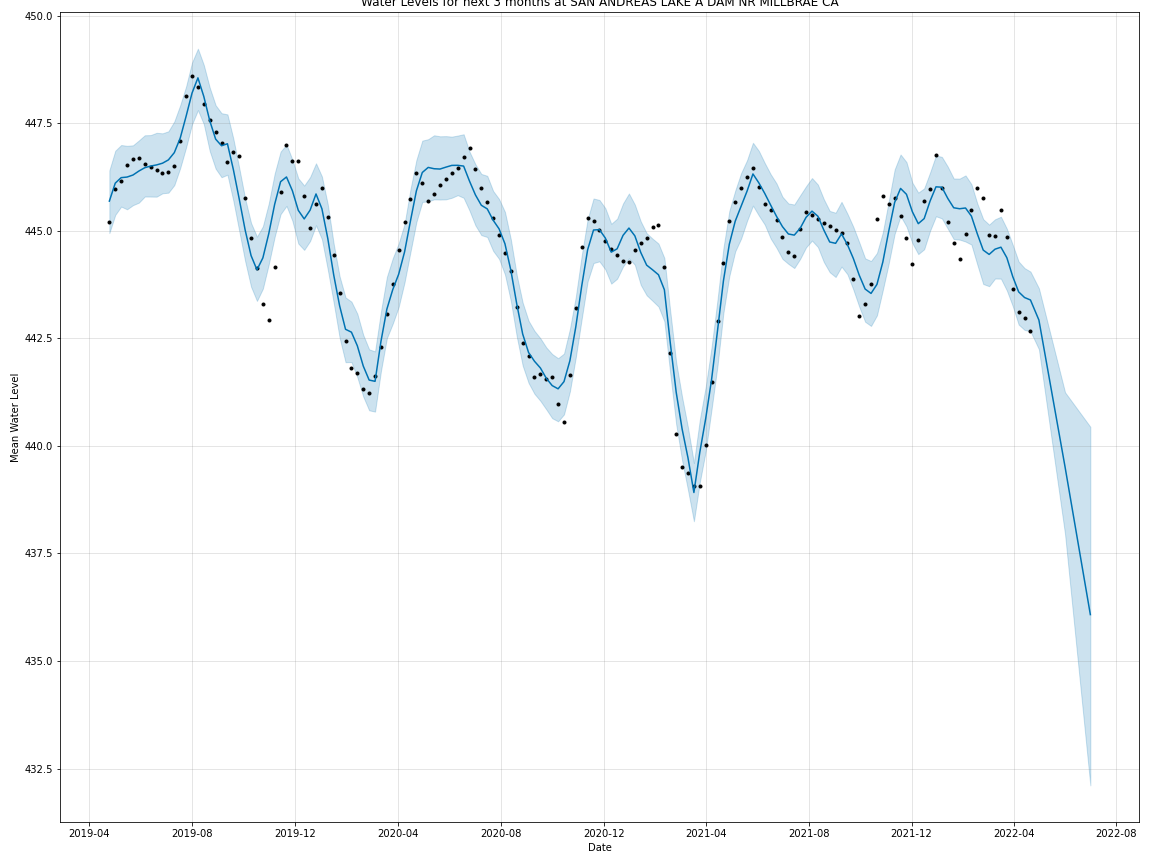 Water Levels for next 3 months at SAN ANDREAS LAKE A DAM NR MILLBRAE CA
450.0
447.5
445.0
442.5
440.0
437.5
435.0
432.5
Mean Water Level
2019-04 2019-08 2019-12 2020-04 2020-08 2020-12 2021-04 2021-08 2021-12 2022-04 2022-08
Date